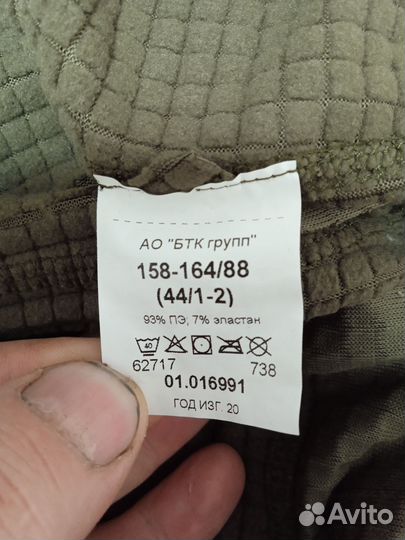 АО "БТК групп"
158-164/88
(44/1-2)
93% ПЭ; 7% эластан
40
62717 738
01.016991
ГОД ИЗГ. 20
Avito